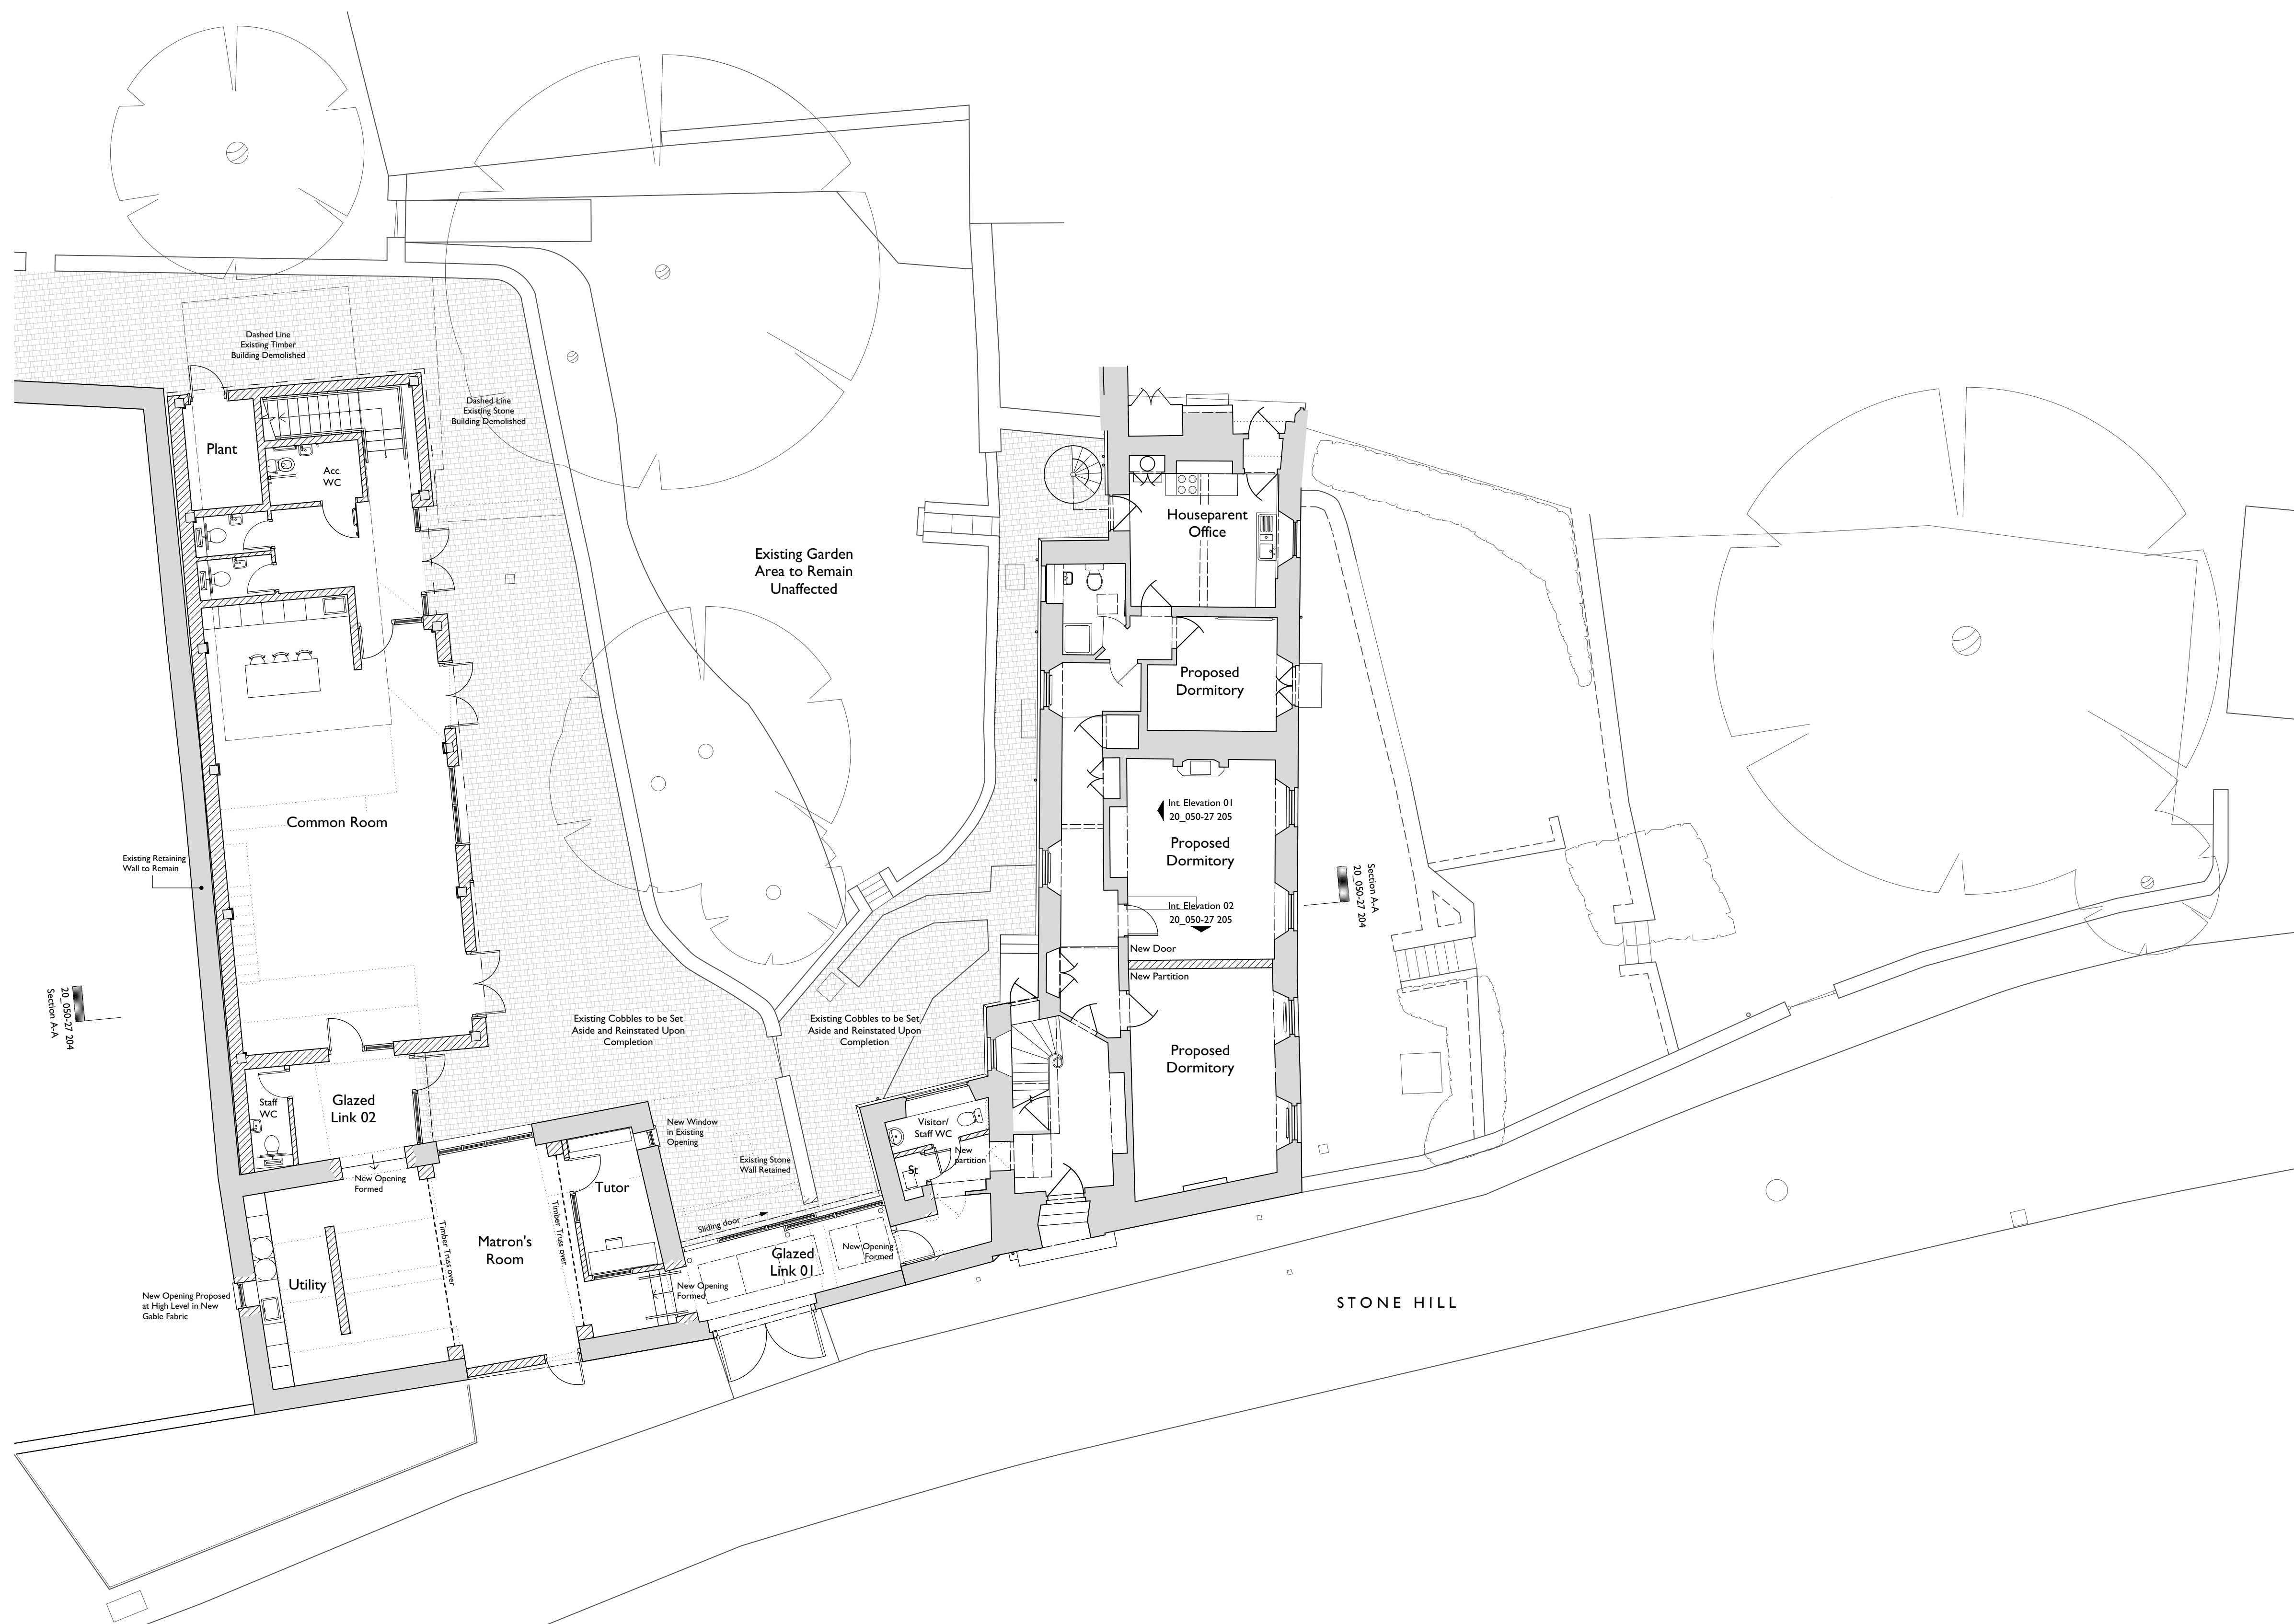 Dashed Line
Existing Timber
Building Demolished
Dashed Line
Existing Stone
Building Demolished
Plant
Acc.
WC
Houseparent
Office
Existing Garden
Area to Remain
Unaffected
Proposed
Dormitory
Int. Elevation 01
20_050-27 205
Common Room
Proposed
Dormitory
Existing Retaining
Wall to Remain
Section A-A
20_050-27 204
Int. Elevation 02
20_050-27 205
New Door
New Partition
20_050-27 204
Section A-A
Existing Cobbles to be Set
Aside and Reinstated Upon
Completion
Existing Cobbles to be Set
Aside and Reinstated Upon
Completion
Proposed
Dormitory
Staff
WC
Glazed
Link 02
New Window
in Existing
Opening
Visitor/
Staff WC
New
partition
St
Existing Stone
Wall Retained
New Opening
Formed
Tutor
Sliding door
Timber Truss over
Timber Truss over
Matron's
Room
Glazed
Link 01
New Opening
Formed
New Opening
Formed
Utility
New Opening Proposed
at High Level in New
Gable Fabric
STONE HILL